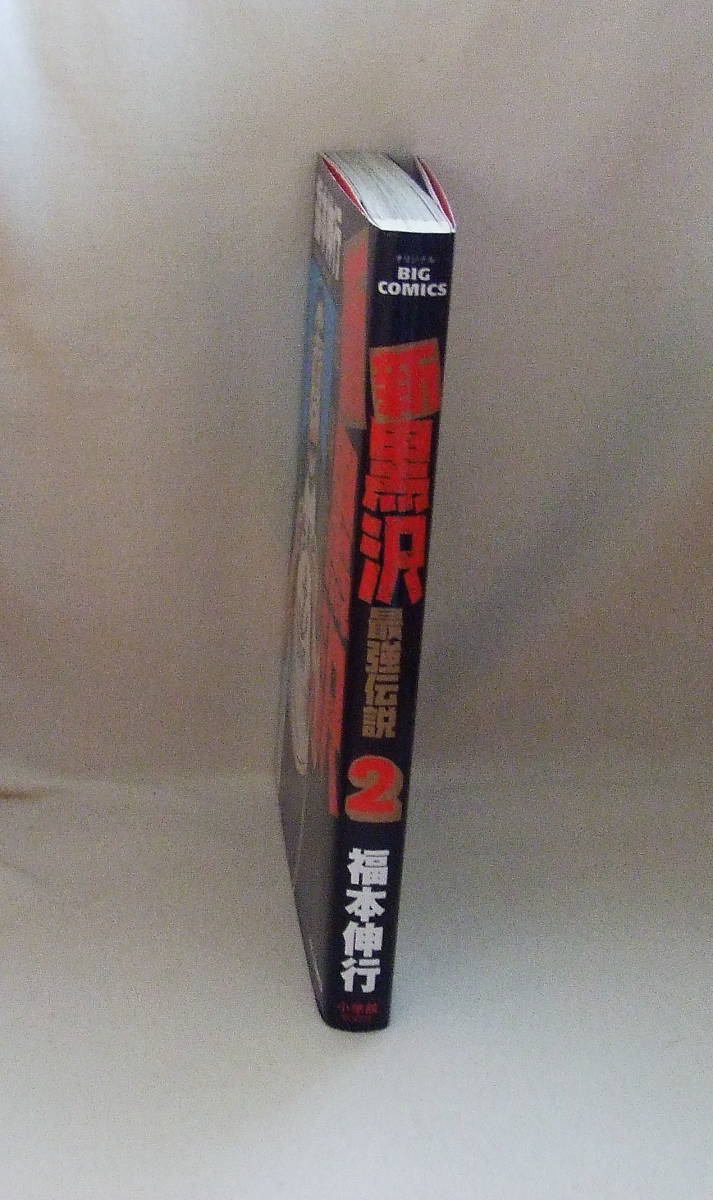 オリジナル
BIG
COMICS
新黒沢
最強伝説
2
福本伸行
小学館